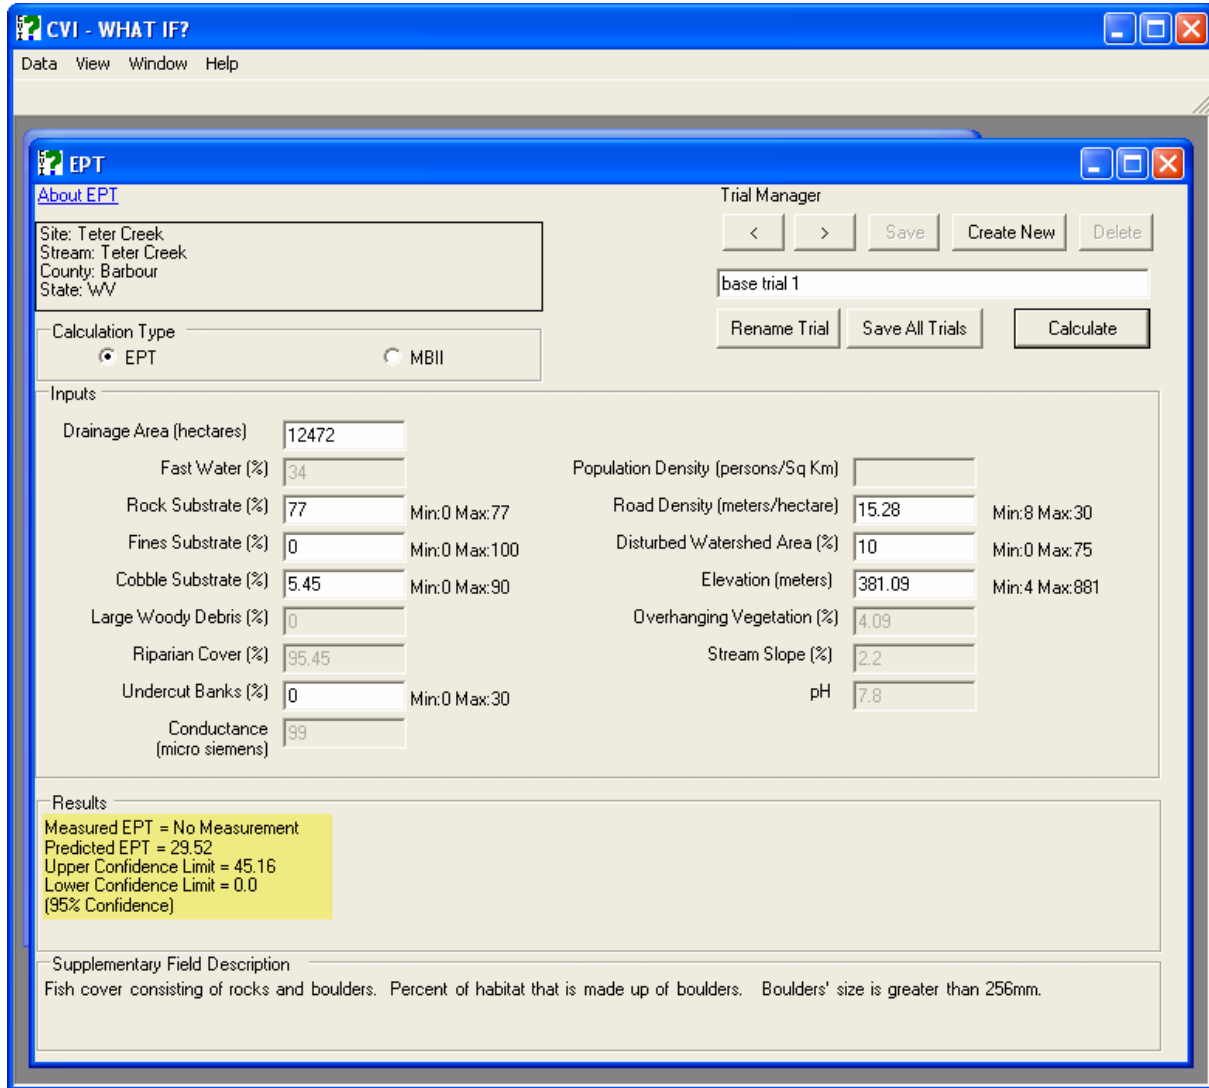 CVI - WHAT IF?
Data View Window Help
EPT
About EPT
Site: Teter Creek
Stream: Teter Creek
County: Barbour
State: WV
Trial Manager
< > Save Create New Delete
base trial 1
Rename Trial Save All Trials Calculate
Calculation Type
EPT MBII
Inputs
Drainage Area (hectares) 12472
Fast Water (%) 34 Population Density (persons/Sq Km)
Rock Substrate (%) 77 Min:0 Max:77 Road Density (meters/hectare) 15.28 Min:8 Max:30
Fines Substrate (%) 0 Min:0 Max:100 Disturbed Watershed Area (%) 10 Min:0 Max:75
Cobble Substrate (%) 5.45 Min:0 Max:90 Elevation (meters) 381.09 Min:4 Max:881
Large Woody Debris (%) 0 Overhanging Vegetation (%) 4.09
Riparian Cover (%) 95.45 Stream Slope (%) 2.2
Undercut Banks (%) 0 Min:0 Max:30 pH 7.8
Conductance 99
(micro siemens)
Results
Measured EPT = No Measurement
Predicted EPT = 29.52
Upper Confidence Limit = 45.16
Lower Confidence Limit = 0.0
(95% Confidence)
Supplementary Field Description
Fish cover consisting of rocks and boulders. Percent of habitat that is made up of boulders. Boulders' size is greater than 256mm.